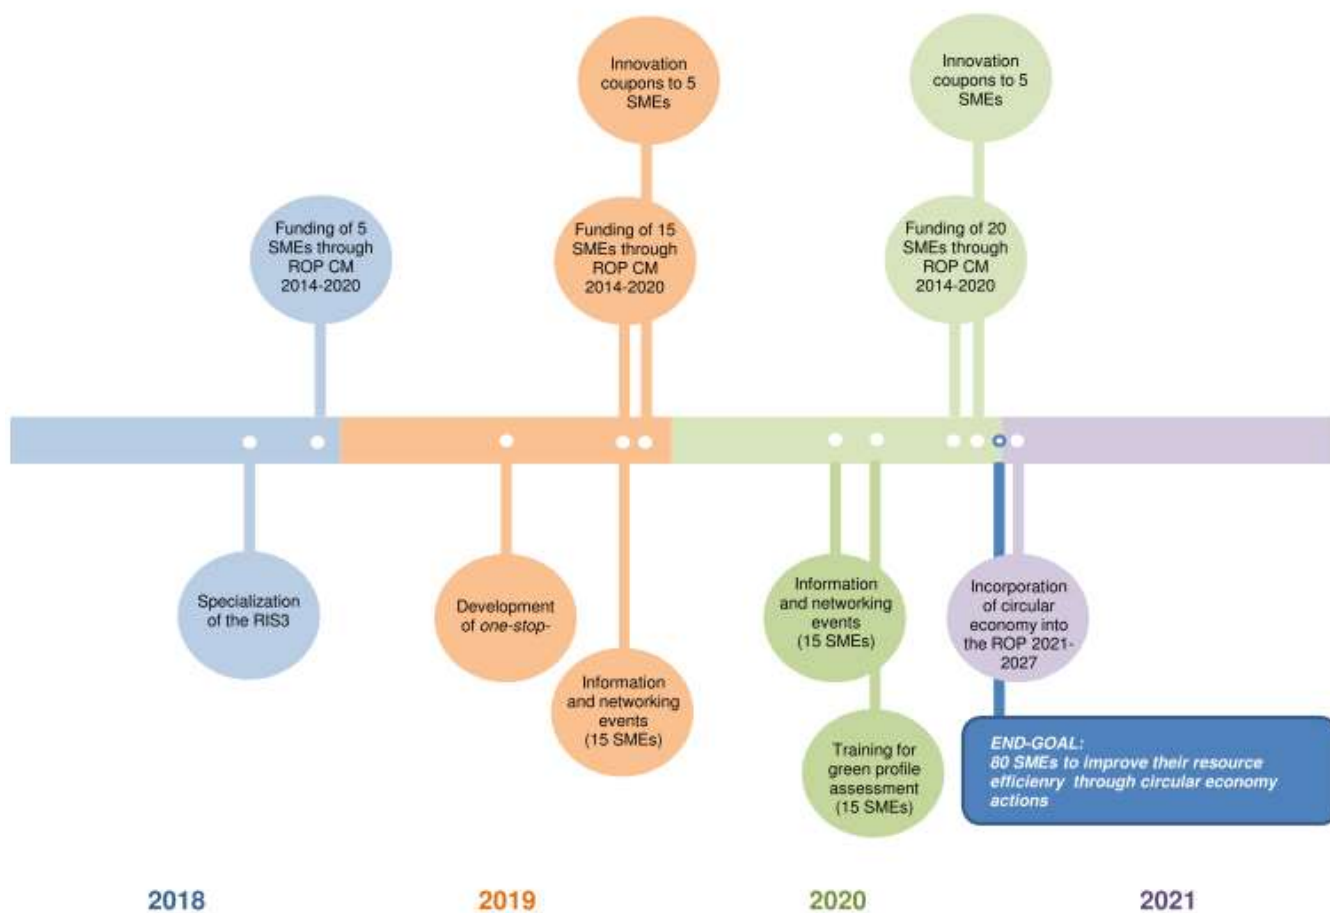 Innovation
coupons to 5
SMEs
Innovation
coupons to 5
SMEs
Funding of 5
SMEs through
ROP CM
2014-2020
Funding of 15
SMEs through
ROP CM
2014-2020
Funding of 20
SMEs through
ROP CM
2014-2020
Specialization
of the RIS3
Development
of one-stop-
Information
and networking
events
(15 SMEs)
Information
and networking
events
(15 SMEs)
Training for
green profile
assessment
(15 SMEs)
Incorporation
of circular
economy into
the ROP 2021-
2027
END-GOAL:
80 SMEs to improve their resource
efficienry through circular economy
actions
2018
2019
2020
2021